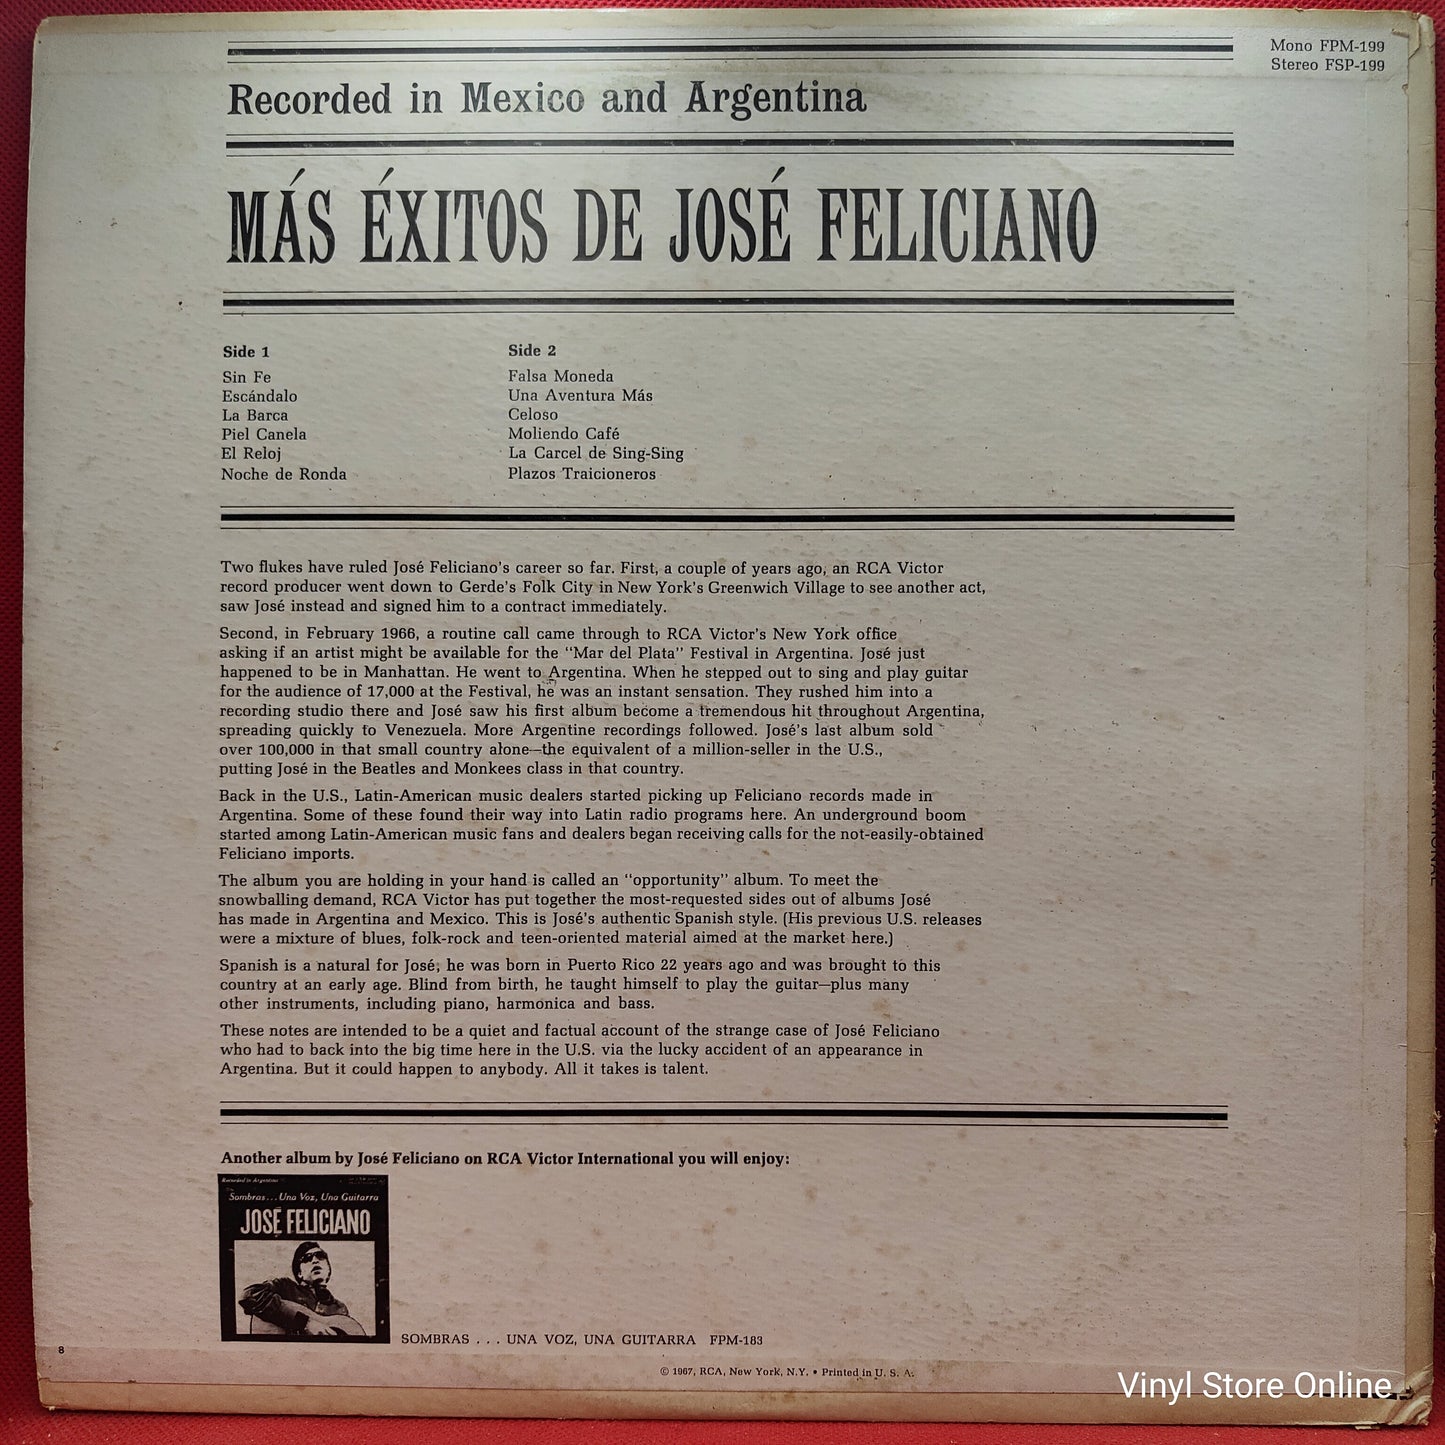 Mono FPM-199
Stereo FSP-199
Recorded in Mexico and Argentina
MÁS ÉXITOS DE JOSÉ FELICIANO
Side 1
Sin Fe
Escándalo
La Barca
Piel Canela
El Reloj
Noche de Ronda
Side 2
Falsa Moneda
Una Aventura Más
Celoso
Moliendo Café
La Carcel de Sing-Sing
Plazos Traicioneros
Two flukes have ruled José Feliciano's career so far. First, a couple of years ago, an RCA Victor
record producer went down to Gerde's Folk City in New York's Greenwich Village to see another act,
saw José instead and signed him to a contract immediately.
Second, in February 1966, a routine call came through to RCA Victor's New York office
asking if an artist might be available for the "Mar del Plata" Festival in Argentina. José just
happened to be in Manhattan. He went to Argentina. When he stepped out to sing and play guitar
for the audience of 17,000 at the Festival, he was an instant sensation. They rushed him into a
recording studio there and José saw his first album become a tremendous hit throughout Argentina,
spreading quickly to Venezuela. More Argentine recordings followed. José's last album sold
over 100,000 in that small country alone—the equivalent of a million-seller in the U.S.,
putting José in the Beatles and Monkees class in that country.
Back in the U.S., Latin-American music dealers started picking up Feliciano records made in
Argentina. Some of these found their way into Latin radio programs here. An underground boom
started among Latin-American music fans and dealers began receiving calls for the not-easily-obtained
Feliciano imports.
The album you are holding in your hand is called an "opportunity" album. To meet the
snowballing demand, RCA Victor has put together the most-requested sides out of albums José
has made in Argentina and Mexico. This is José's authentic Spanish style. (His previous U.S. releases
were a mixture of blues, folk-rock and teen-oriented material aimed at the market here.)
Spanish is a natural for José; he was born in Puerto Rico 22 years ago and was brought to this
country at an early age. Blind from birth, he taught himself to play the guitar—plus many
other instruments, including piano, harmonica and bass.
These notes are intended to be a quiet and factual account of the strange case of José Feliciano
who had to back into the big time here in the U.S. via the lucky accident of an appearance in
Argentina. But it could happen to anybody. All it takes is talent.
Another album by José Feliciano on RCA Victor International you will enjoy:
Recorded in Argentina
Sombras... Una Voz, Una Guitarra
JOSÉ FELICIANO
SOMBRAS . . . UNA VOZ, UNA GUITARRA FPM-183
8
© 1967, RCA, New York, N.Y. • Printed in U. S. A.
Vinyl Store Online